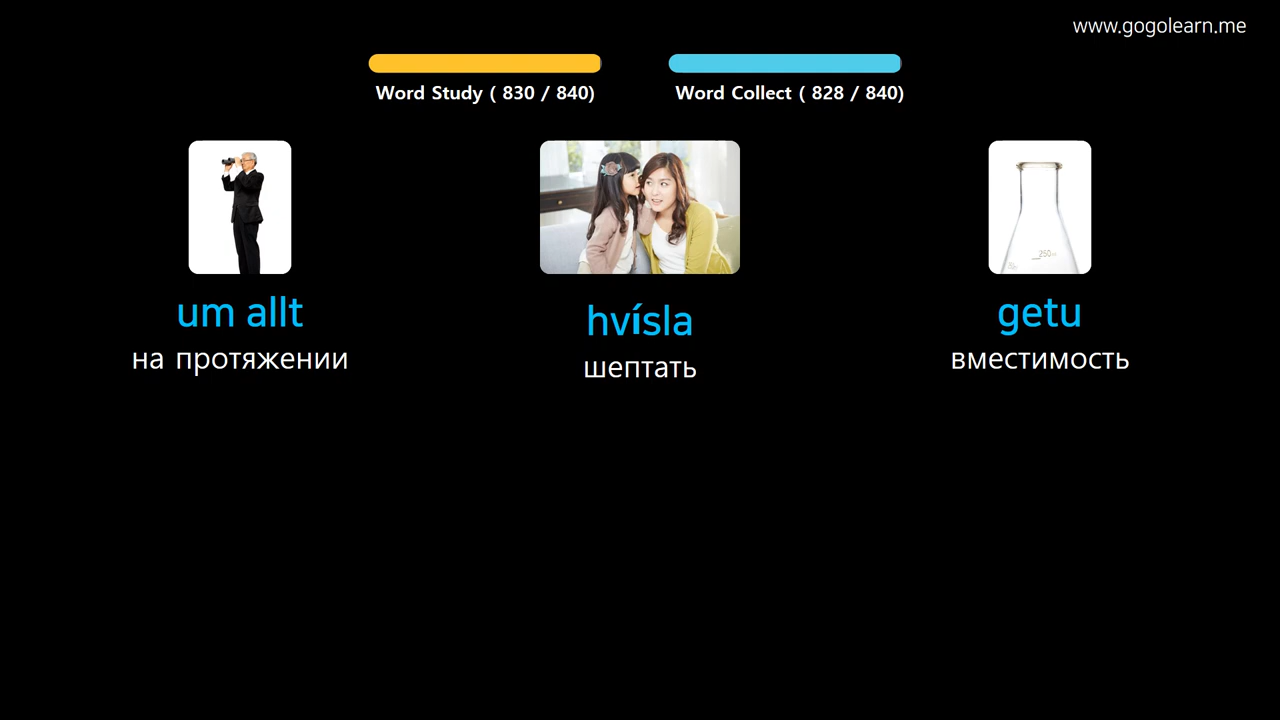 www.gogolearn.me
Word Study ( 830 / 840)
Word Collect ( 828 / 840)
um allt
на протяжении
hvísla
шептать
250
getu
вместимость